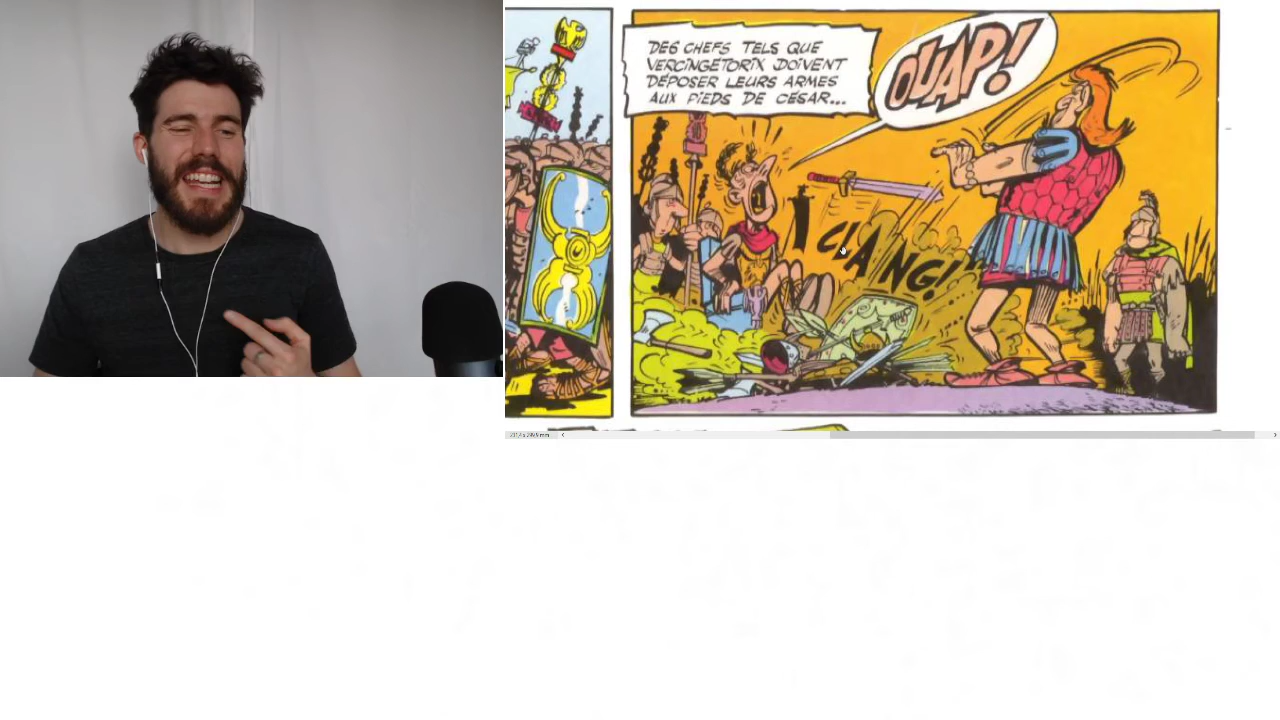 DES CHEFS TELS QUE
VERCINGÉTORIX DOIVENT
DÉPOSER LEURS ARMES
AUX PIEDS DE CÉSAR...
OUAP!
CLANG!